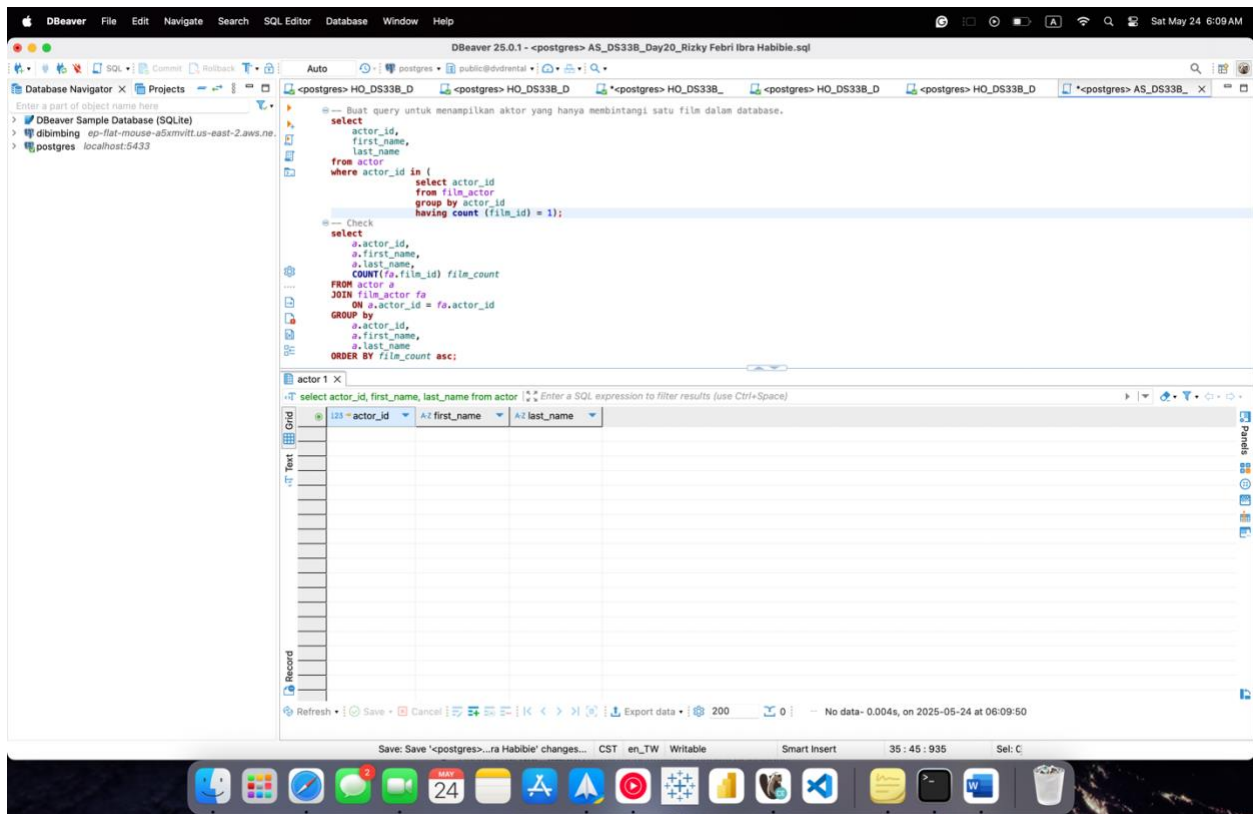 DBeaver File Edit Navigate Search SQL Editor Database Window Help
Sat May 24 6:09 AM
DBeaver 25.0.1 - <postgres> AS_DS33B_Day20_Rizky Febri Ibra Habibie.sql
SQL Commit Rollback Auto postgres public@dvdrental
Database Navigator Projects
<postgres> HO_DS33B_D <postgres> HO_DS33B_D *<postgres> HO_DS33B_ <postgres> HO_DS33B_D <postgres> HO_DS33B_D *<postgres> AS_DS33B_
Enter a part of object name here
DBeaver Sample Database (SQLite)
dibimbing ep-flat-mouse-a5xmvitt.us-east-2.aws.ne.
postgres localhost:5433
-- Buat query untuk menampilkan aktor yang hanya membintangi satu film dalam database.
select
actor_id,
first_name,
last_name
from actor
where actor_id in (
select actor_id
from film_actor
group by actor_id
having count (film_id) = 1);
-- Check
select
a.actor_id,
a.first_name,
a.last_name,
COUNT(fa.film_id) film_count
FROM actor a
JOIN film_actor fa
ON a.actor_id = fa.actor_id
GROUP by
a.actor_id,
a.first_name,
a.last_name
ORDER BY film_count asc;
actor 1
select actor_id, first_name, last_name from actor Enter a SQL expression to filter results (use Ctrl+Space)
123 actor_id A-Z first_name A-Z last_name
Grid
Text
Record
Panels
Refresh Save Cancel Export data 200 0 No data- 0.004s, on 2025-05-24 at 06:09:50
Save: Save '<postgres>...ra Habibie' changes... CST en_TW Writable Smart Insert 35 : 45 : 935 Sel: 0
2
MAY
24